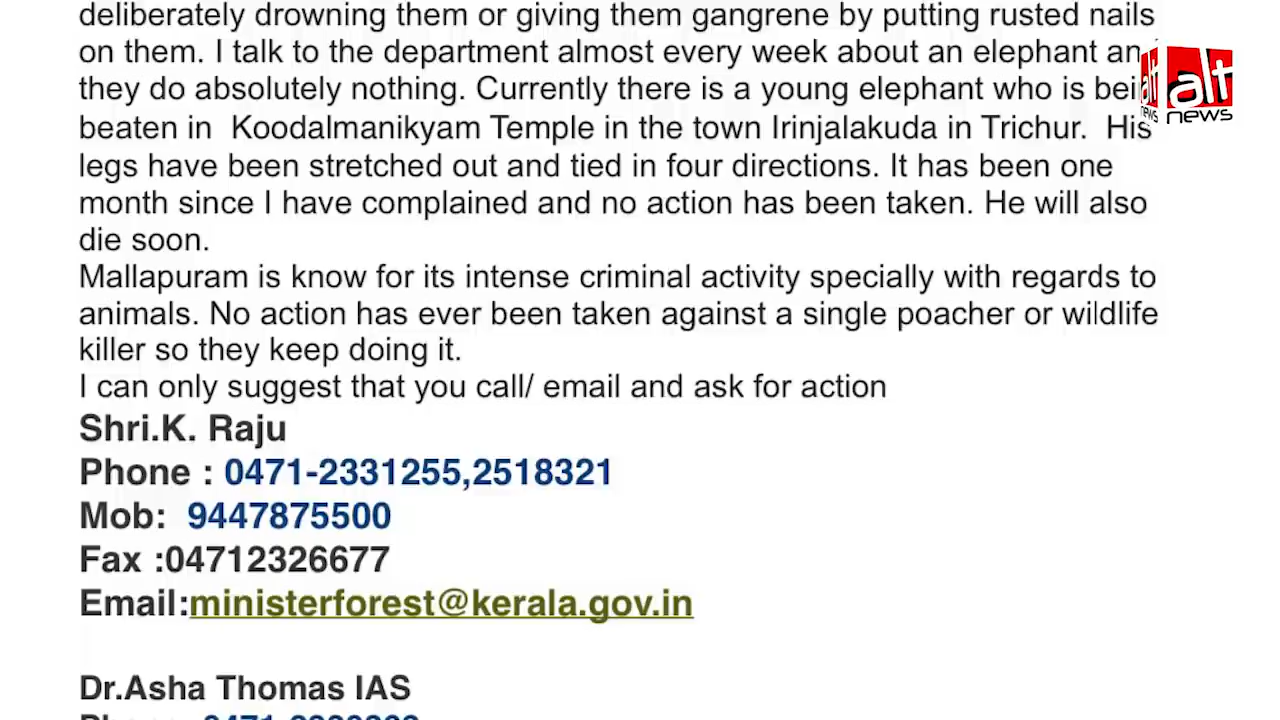 deliberately drowning them or giving them gangrene by putting rusted nails
on them. I talk to the department almost every week about an elephant an
they do absolutely nothing. Currently there is a young elephant who is bein
beaten in Koodalmanikyam Temple in the town Irinjalakuda in Trichur. His
legs have been stretched out and tied in four directions. It has been one
month since I have complained and no action has been taken. He will also
die soon.
Mallapuram is know for its intense criminal activity specially with regards to
animals. No action has ever been taken against a single poacher or wildlife
killer so they keep doing it.
I can only suggest that you call/ email and ask for action
Shri.K. Raju
Phone : 0471-2331255,2518321
Mob: 9447875500
Fax :04712326677
Email:ministerforest@kerala.gov.in
Dr.Asha Thomas IAS
alt
news
alt
news